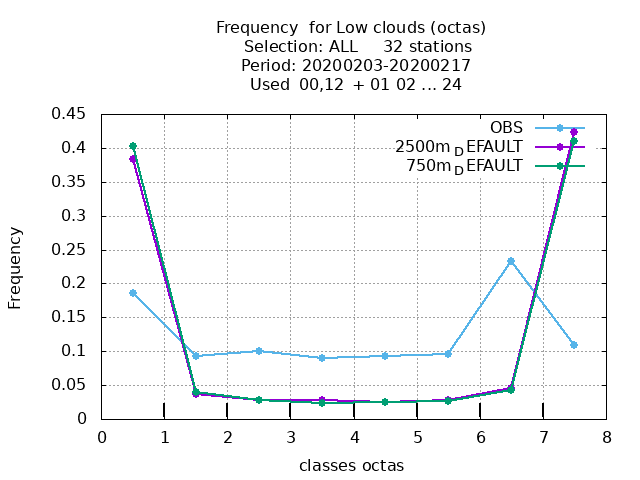 Frequency  for Low clouds (octas)
Selection: ALL     32 stations
Period: 20200203-20200217
Used  00,12  + 01 02 ... 24
0.45
0.4
0.35
0.3
0.25
0.2
0.15
0.1
0.05
0
Frequency
OBS
2500m_DEFAULT
750m_DEFAULT
0 1 2 3 4 5 6 7 8
classes octas